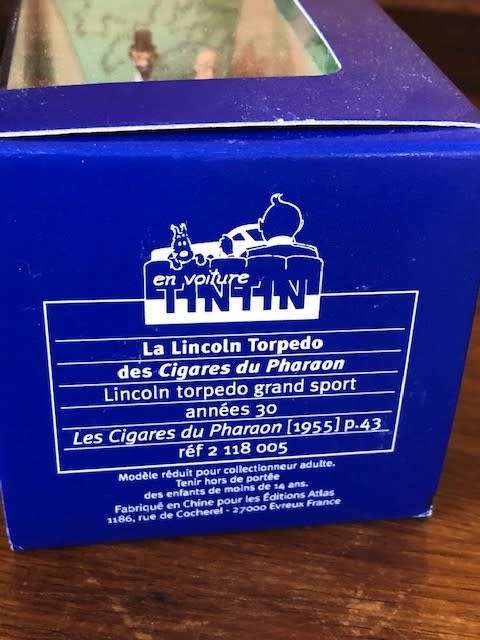 en voiture
TINTIN
La Lincoln Torpedo
des Cigares du Pharaon
Lincoln torpedo grand sport
années 30
Les Cigares du Pharaon [1955] p.43
réf 2 118 005
Modèle réduit pour collectionneur adulte.
Tenir hors de portée
des enfants de moins de 14 ans.
Fabriqué en Chine pour les Éditions Atlas
1186, rue de Cocherel - 27000 Évreux France